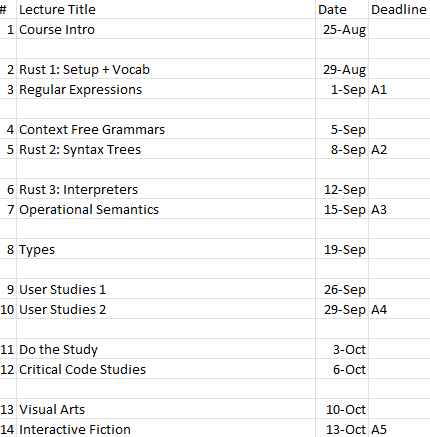 # Lecture Title Date Deadline
1 Course Intro 25-Aug
2 Rust 1: Setup + Vocab 29-Aug
3 Regular Expressions 1-Sep A1
4 Context Free Grammars 5-Sep
5 Rust 2: Syntax Trees 8-Sep A2
6 Rust 3: Interpreters 12-Sep
7 Operational Semantics 15-Sep A3
8 Types 19-Sep
9 User Studies 1 26-Sep
10 User Studies 2 29-Sep A4
11 Do the Study 3-Oct
12 Critical Code Studies 6-Oct
13 Visual Arts 10-Oct
14 Interactive Fiction 13-Oct A5